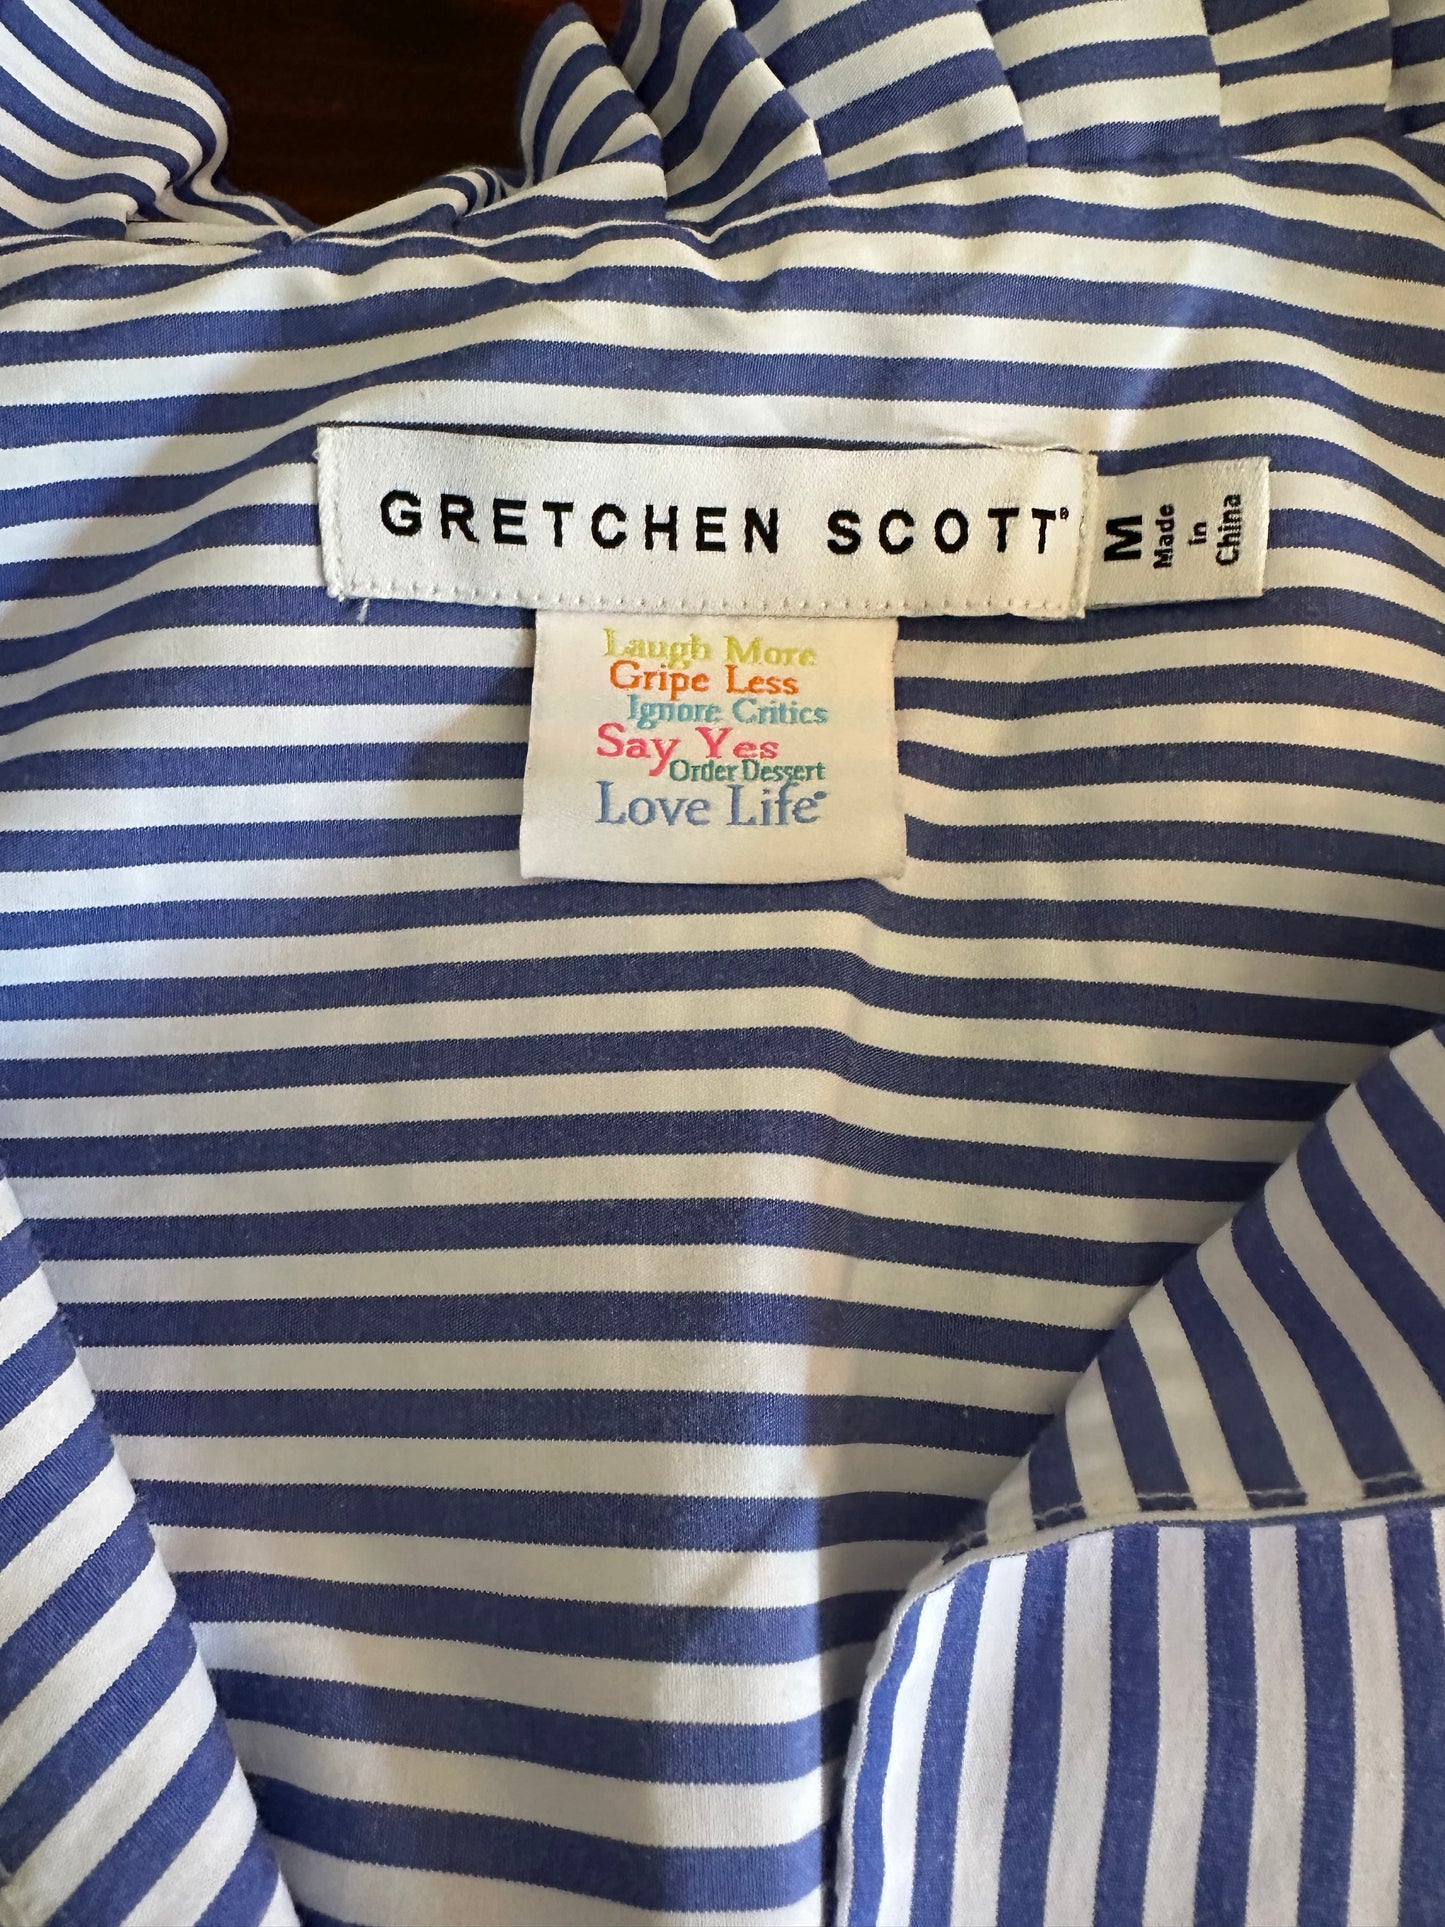 GRETCHEN SCOTT®
M
Made
in
China
Laugh More
Gripe Less
Ignore Critics
Say Yes
Order Dessert
Love Life®